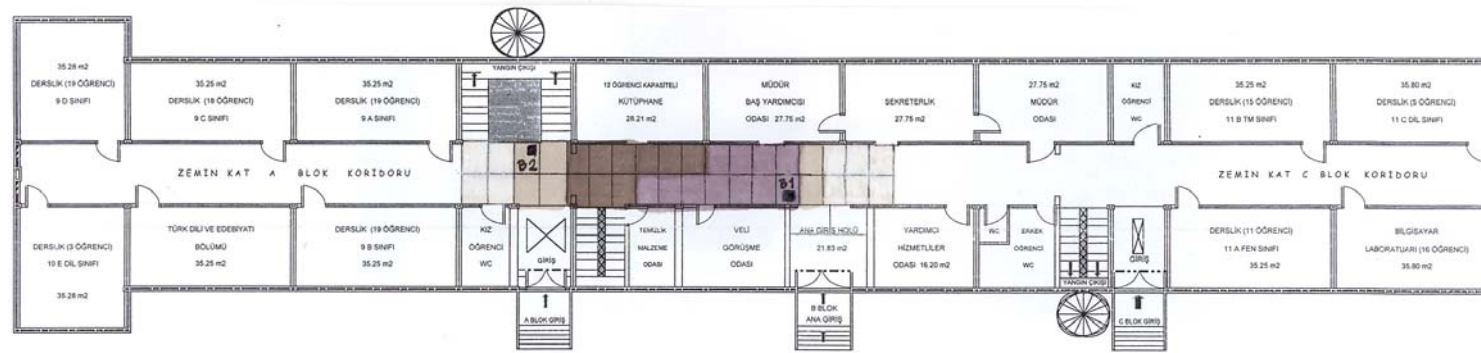 35.28 m2
DERSLİK (19 ÖĞRENCİ)
9 D SINIFI
35.25 m2
DERSLİK (18 ÖĞRENCİ)
9 C SINIFI
35.25 m2
DERSLİK (19 ÖĞRENCİ)
9 A SINIFI
YANGIN ÇIKIŞI
12 ÖĞRENCİ KAPASİTELİ
KÜTÜPHANE
28.21 m2
MÜDÜR
BAŞ YARDIMCISI
ODASI 27.75 m2
SEKRETERLİK
27.75 m2
27.75 m2
MÜDÜR
ODASI
KIZ
ÖĞRENCİ
WC
35.25 m2
DERSLİK (15 ÖĞRENCİ)
11 B TM SINIFI
35.80 m2
DERSLİK (5 ÖĞRENCİ)
11 C DİL SINIFI
ZEMİN KAT A BLOK KORİDORU
B2
B1
ZEMİN KAT C BLOK KORİDORU
DERSLİK (3 ÖĞRENCİ)
10 E DİL SINIFI
35.28 m2
TÜRK DİLİ VE EDEBİYATI
BÖLÜMÜ
35.25 m2
DERSLİK (19 ÖĞRENCİ)
9 B SINIFI
35.25 m2
KIZ
ÖĞRENCİ
WC
GİRİŞ
TEMİZLİK
MALZEME
ODASI
VELİ
GÖRÜŞME
ODASI
ANA GİRİŞ HOLÜ
21.83 m2
YARDIMCI
HİZMETLİLER
ODASI 16.20 m2
WC
ERKEK
ÖĞRENCİ
WC
YANGIN ÇIKIŞI
GİRİŞ
DERSLİK (11 ÖĞRENCİ)
11 A FEN SINIFI
35.25 m2
BİLGİSAYAR
LABORATUARI (16 ÖĞRENCİ)
35.80 m2
A BLOK GİRİŞ
B BLOK
ANA GİRİŞ
C BLOK GİRİŞ